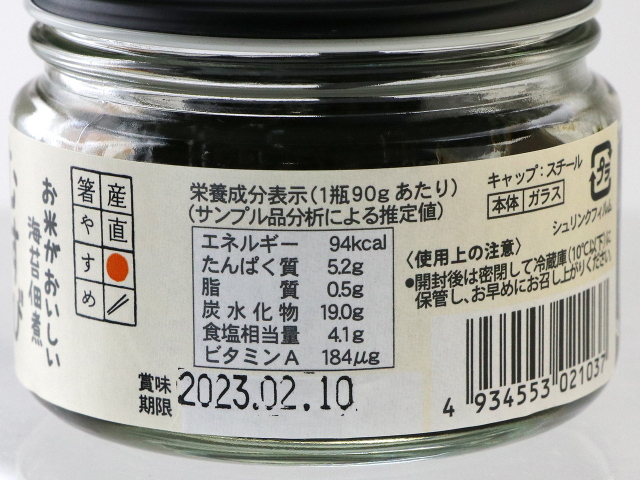 お米がおいしい
海苔佃煮
産直
箸やすめ
栄養成分表示(1瓶90gあたり)
(サンプル品分析による推定値)
エネルギー 94kcal
たんぱく質 5.2g
脂質 0.5g
炭水化物 19.0g
食塩相当量 4.1g
ビタミンA 184μg
賞味
期限
2023.02.10
キャップ:スチール
本体 ガラス
プラ
シュリンクフィルム
〈使用上の注意〉
●開封後は密閉して冷蔵庫(10℃以下)に
保管し、お早めにお召し上がりください。
4 934553 021037